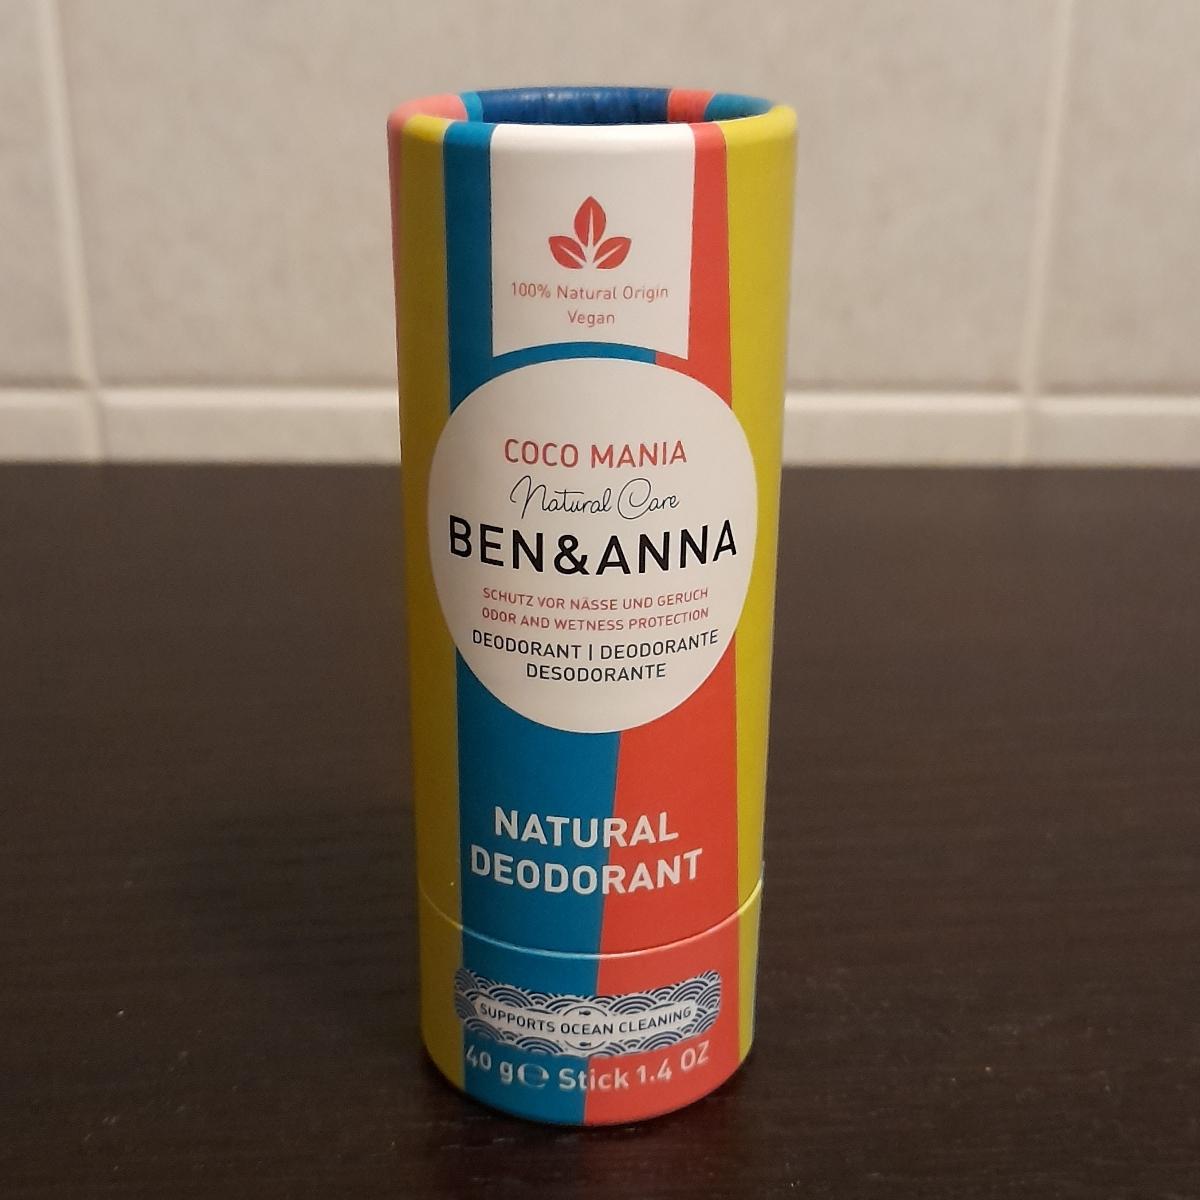 100% Natural Origin
Vegan
COCO MANIA
Natural Care
BEN&ANNA
SCHUTZ VOR NÄSSE UND GERUCH
ODOR AND WETNESS PROTECTION
DEODORANT | DEODORANTE
DESODORANTE
NATURAL
DEODORANT
SUPPORTS OCEAN CLEANING
40 g℮ Stick 1.4 OZ